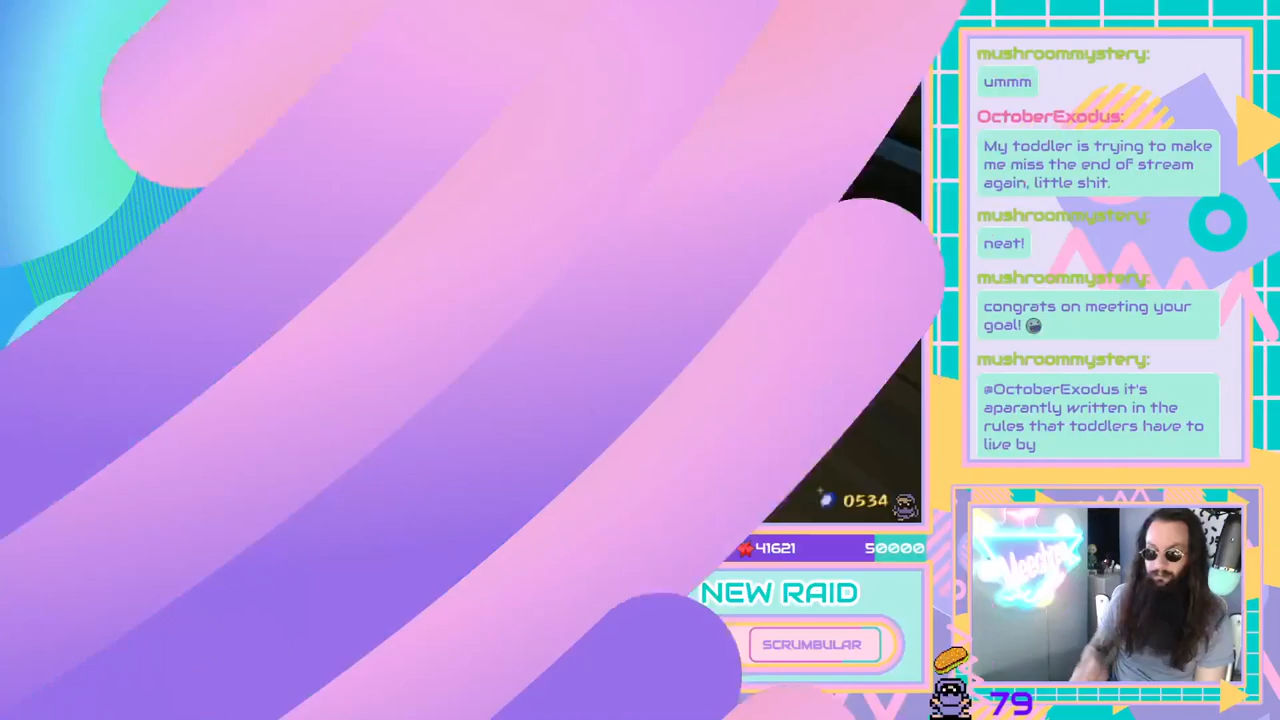 mushroommystery:
ummm
OctoberExodus:
My toddler is trying to make
me miss the end of stream
again, little shit.
mushroommystery:
neat!
mushroommystery:
congrats on meeting your
goal!
mushroommystery:
@OctoberExodus it's
aparantly written in the
rules that toddlers have to
live by
0534
41621
50000
NEW RAID
SCRUMBULAR
79